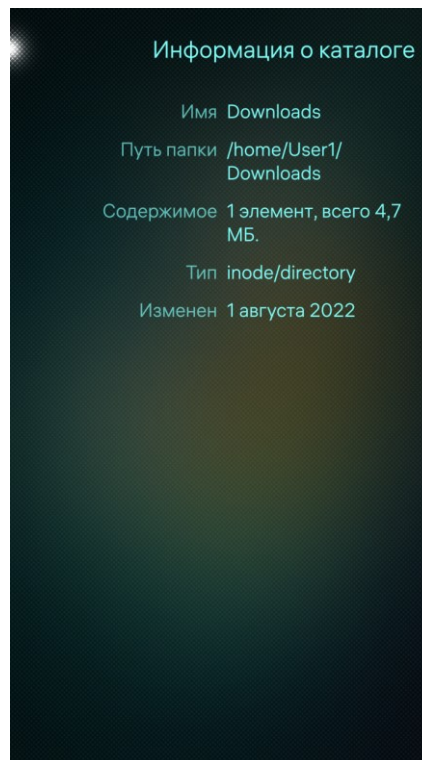 Информация о каталоге
Имя Downloads
Путь папки /home/User1/
Downloads
Содержимое 1 элемент, всего 4,7
МБ.
Тип inode/directory
Изменен 1 августа 2022